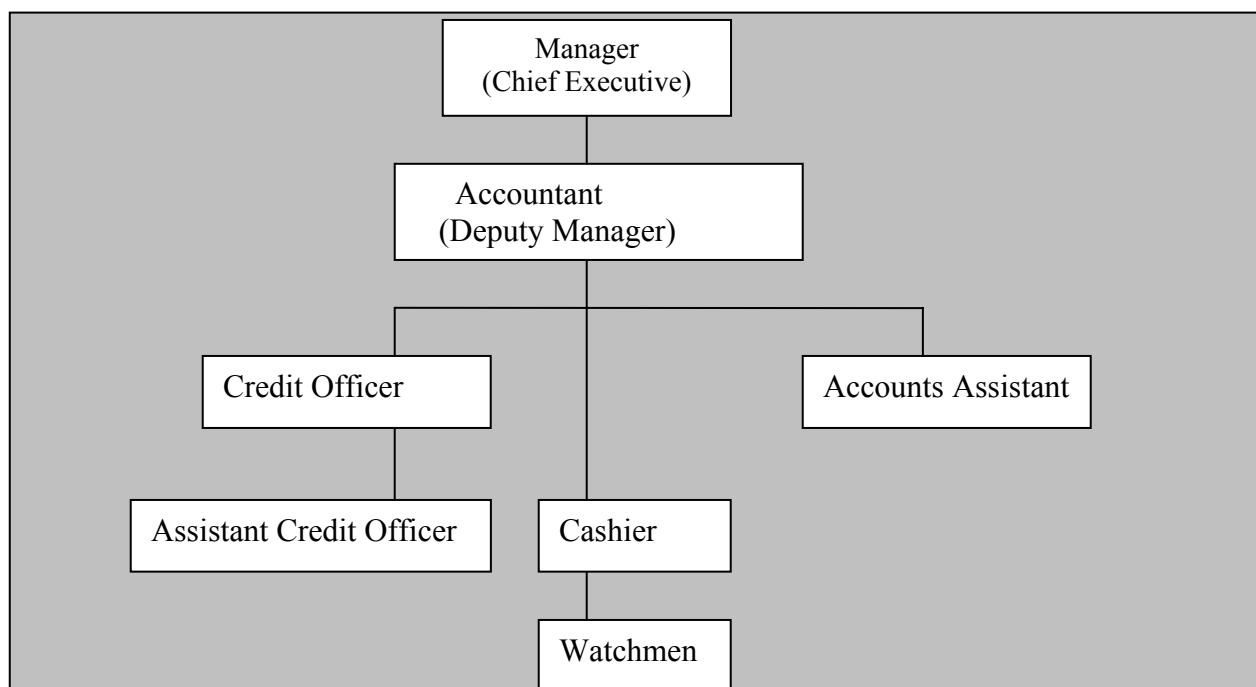 Manager
(Chief Executive)
Accountant
(Deputy Manager)
Credit Officer
Accounts Assistant
Assistant Credit Officer
Cashier
Watchmen